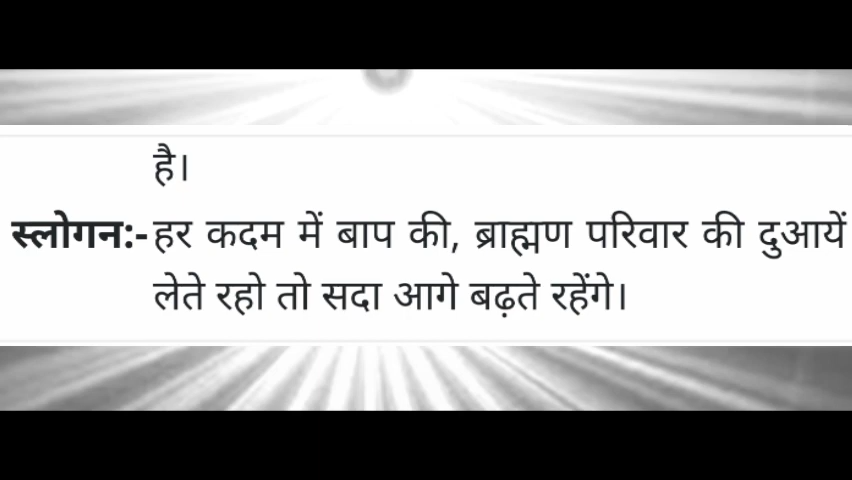 है।
स्लोगन:-हर कदम में बाप की, ब्राह्मण परिवार की दुआयें
लेते रहो तो सदा आगे बढ़ते रहेंगे।